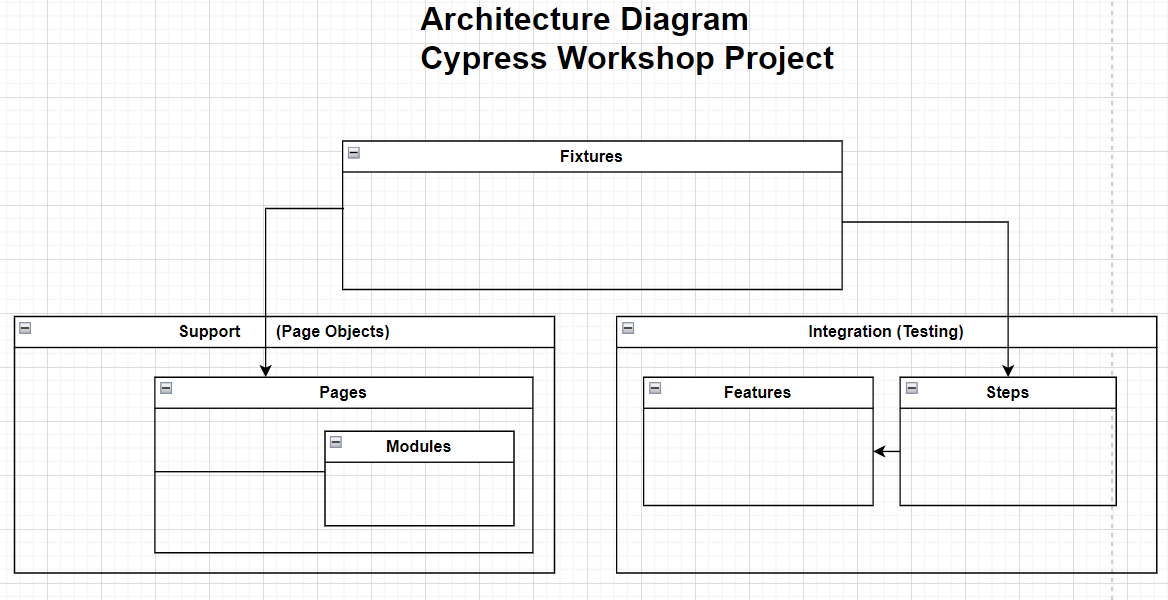 Architecture Diagram
Cypress Workshop Project
Fixtures
Support (Page Objects)
Integration (Testing)
Pages
Features
Steps
Modules